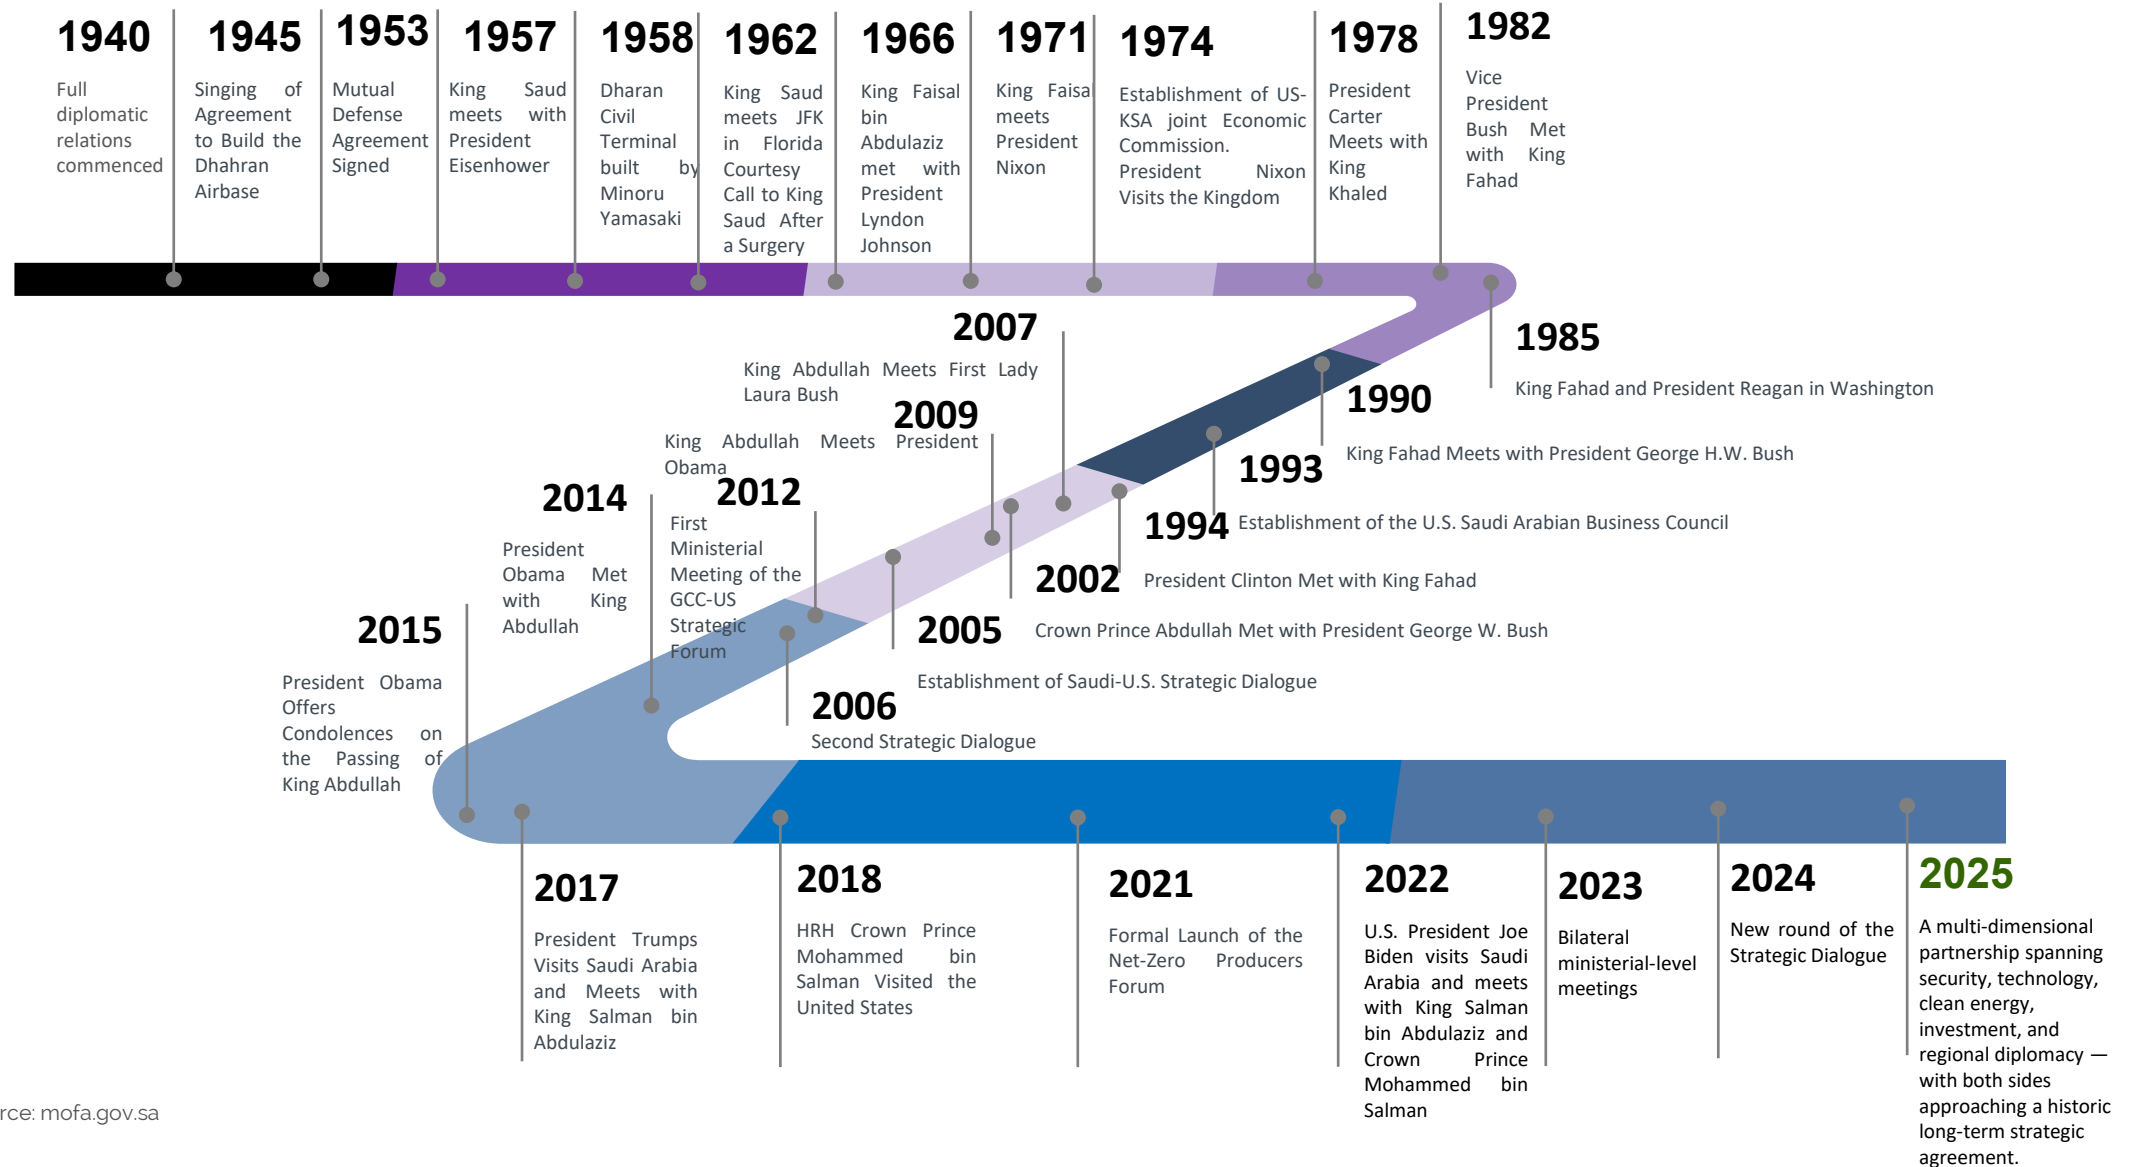 1940
Full
diplomatic
relations
commenced
1945
Singing of
Agreement
to Build the
Dhahran
Airbase
1953
Mutual
Defense
Agreement
Signed
1957
King Saud
meets with
President
Eisenhower
1958
Dharan
Civil
Terminal
built by
Minoru
Yamasaki
1962
King Saud
meets JFK
in Florida
Courtesy
Call to King
Saud After
a Surgery
1966
King Faisal
bin
Abdulaziz
met with
President
Lyndon
Johnson
1971
King Faisal
meets
President
Nixon
1974
Establishment of US-
KSA joint Economic
Commission.
President Nixon
Visits the Kingdom
1978
President
Carter
Meets with
King
Khaled
1982
Vice
President
Bush Met
with King
Fahad
1985
King Fahad and President Reagan in Washington
1990
King Fahad Meets with President George H.W. Bush
1993
Establishment of the U.S. Saudi Arabian Business Council
1994
President Clinton Met with King Fahad
2002
Crown Prince Abdullah Met with President George W. Bush
2005
Establishment of Saudi-U.S. Strategic Dialogue
2006
Second Strategic Dialogue
2007
King Abdullah Meets First Lady
Laura Bush
2009
King Abdullah Meets President
Obama
2012
First
Ministerial
Meeting of the
GCC-US
Strategic
Forum
2014
President
Obama Met
with King
Abdullah
2015
President Obama
Offers
Condolences on
the Passing of
King Abdullah
2017
President Trumps
Visits Saudi Arabia
and Meets with
King Salman bin
Abdulaziz
2018
HRH Crown Prince
Mohammed bin
Salman Visited the
United States
2021
Formal Launch of the
Net-Zero Producers
Forum
2022
U.S. President Joe
Biden visits Saudi
Arabia and meets
with King Salman
bin Abdulaziz and
Crown Prince
Mohammed bin
Salman
2023
Bilateral
ministerial-level
meetings
2024
New round of the
Strategic Dialogue
2025
A multi-dimensional
partnership spanning
security, technology,
clean energy,
investment, and
regional diplomacy —
with both sides
approaching a historic
long-term strategic
agreement.
rce: mofa.gov.sa